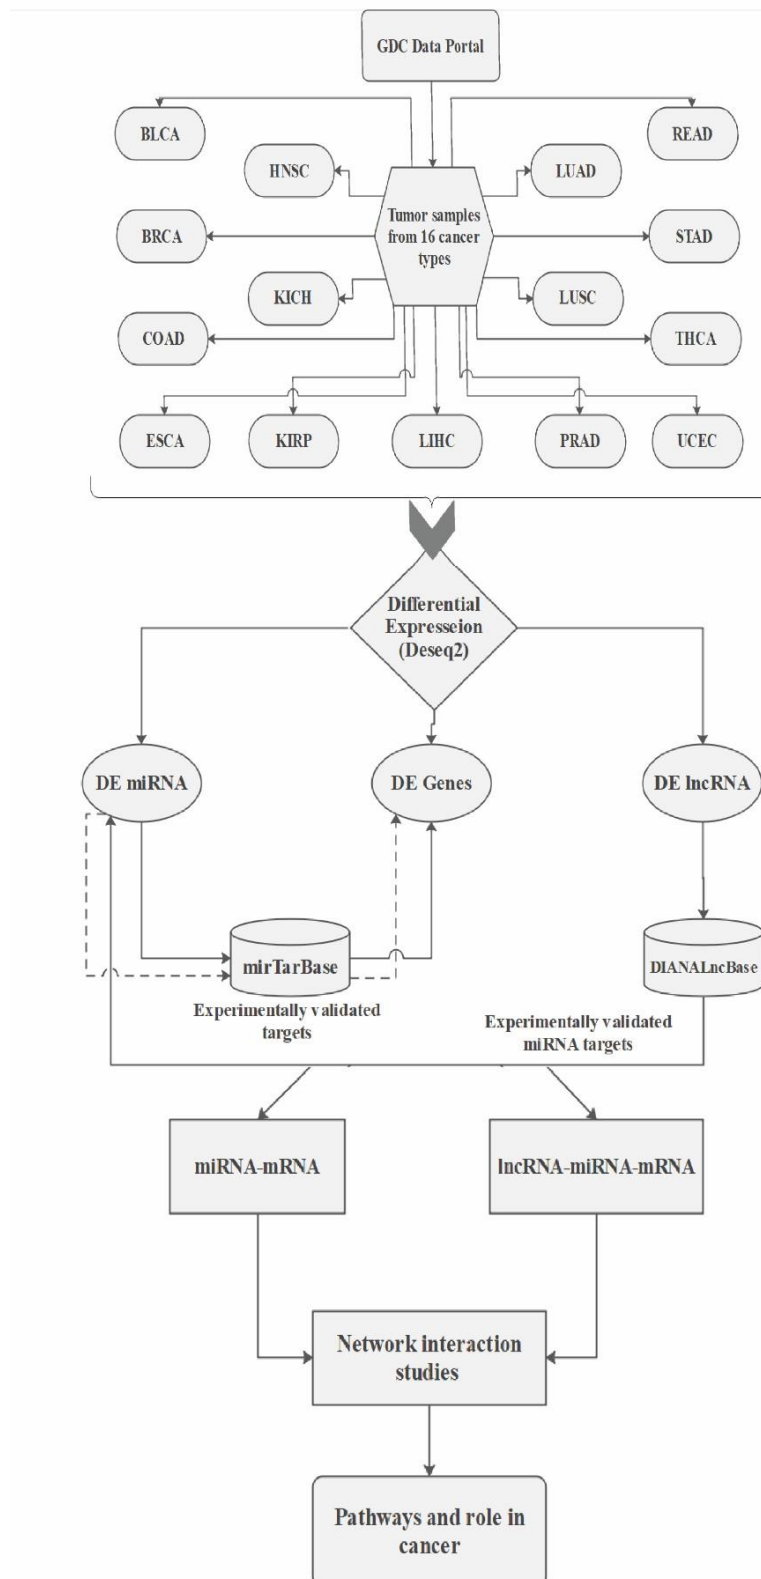 GDC Data Portal
BLCA
READ
HNSC
LUAD
Tumor samples
from 16 cancer
types
BRCA
STAD
KICH
LUSC
COAD
THCA
ESCA
KIRP
LIHC
PRAD
UCEC
Differential
Expresseion
(Deseq2)
DE miRNA
DE Genes
DE lncRNA
mirTarBase
DIANALncBase
Experimentally validated
targets
Experimentally validated
miRNA targets
miRNA-mRNA
lncRNA-miRNA-mRNA
Network interaction
studies
Pathways and role in
cancer